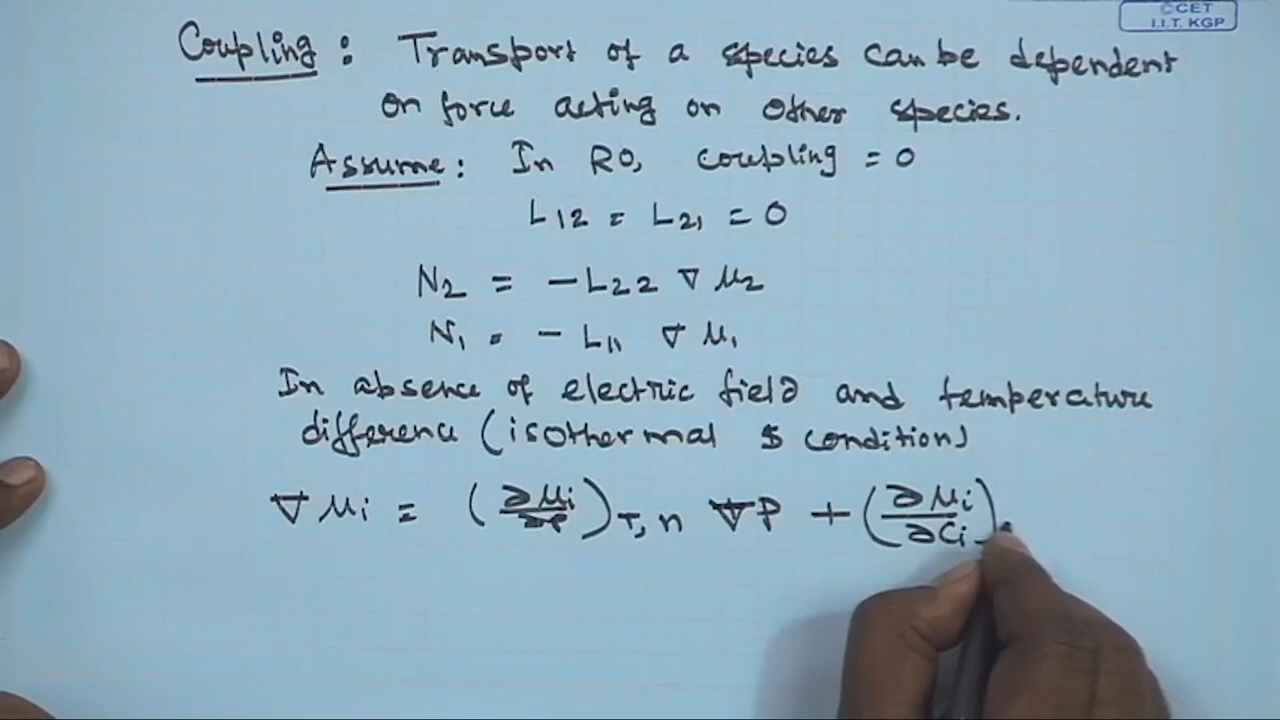 ©CET
I.I.T. KGP
Coupling : Transport of a species can be dependent
on force acting on other species.
Assume : In RO, coupling = 0
L12 = L21 = 0
N2 = - L22 ∇ μ2
N1 = - L11 ∇ μ1
In absence of electric field and temperature
difference (isothermal $ condition)
∇ μi = (∂μi/∂P)T,n ∇P + (∂μi/∂Ci)